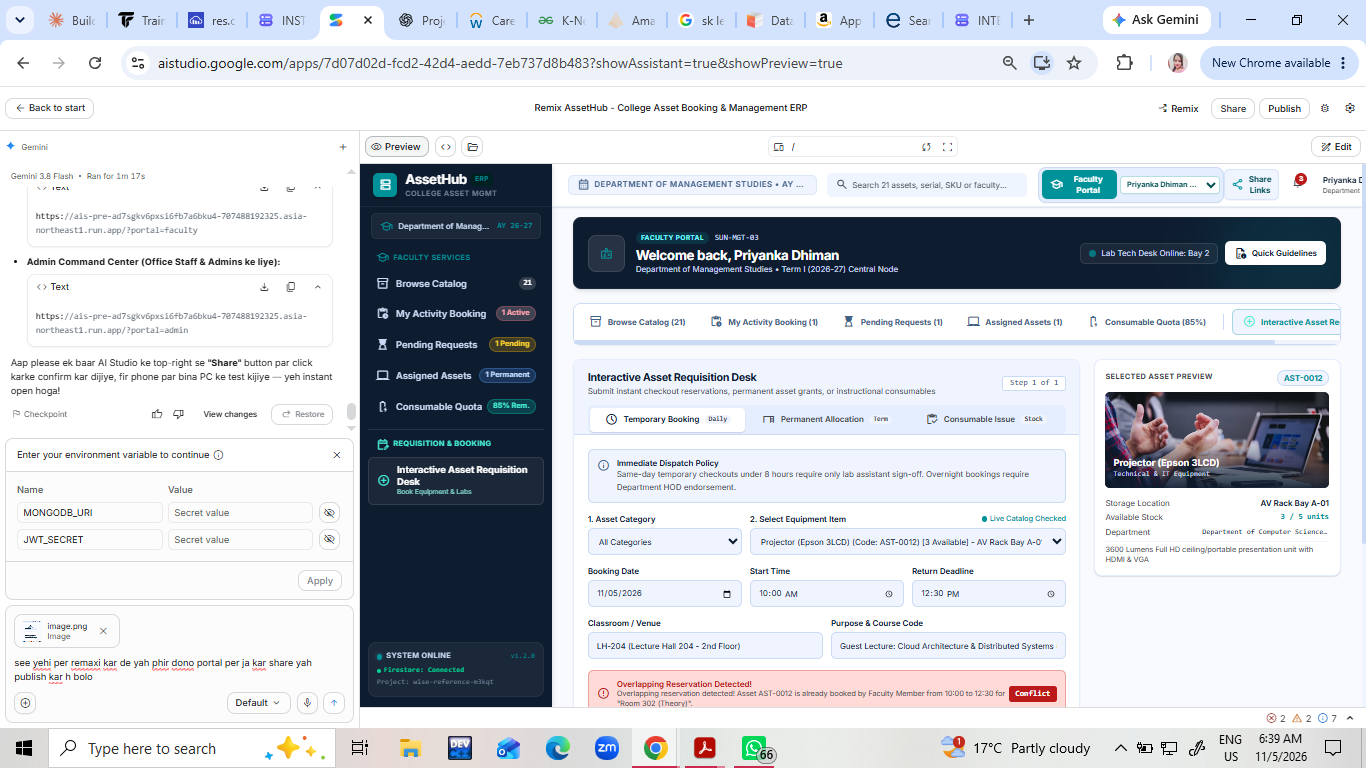 Build
Train
res.c
INST
Proj
Care
K-Ne
Ama
sk le
Data
App
Sear
INTE
Ask Gemini
aistudio.google.com/apps/7d07d02d-fcd2-42d4-aedd-7eb737d8b483?showAssistant=true&showPreview=true
New Chrome available
Back to start
Remix AssetHub - College Asset Booking & Management ERP
Remix
Share
Publish
Gemini
Gemini 3.8 Flash • Ran for 1m 17s
Text
https://ais-pre-ad7sgkv6pxsi6fb7a6bku4-707488192325.asia-
northeast1.run.app/?portal=faculty
Admin Command Center (Office Staff & Admins ke liye):
Text
https://ais-pre-ad7sgkv6pxsi6fb7a6bku4-707488192325.asia-
northeast1.run.app/?portal=admin
Aap please ek baar AI Studio ke top-right se "Share" button par click
karke confirm kar dijiye, fir phone par bina PC ke test kijiye — yeh instant
open hoga!
Checkpoint
View changes
Restore
Enter your environment variable to continue
Name Value
MONGODB_URI Secret value
JWT_SECRET Secret value
Apply
image.png
Image
see yehi per remaxi kar de yah phir dono portal per ja kar share yah
publish kar h bolo
Default
Preview
/
Edit
AssetHub ERP
COLLEGE ASSET MGMT
Department of Manag... AY 26-27
FACULTY SERVICES
Browse Catalog 21
My Activity Booking 1 Active
Pending Requests 1 Pending
Assigned Assets 1 Permanent
Consumable Quota 85% Rem.
REQUISITION & BOOKING
Interactive Asset Requisition
Desk
Book Equipment & Labs
SYSTEM ONLINE v1.2.0
Firestore: Connected
Project: wise-reference-m3kqt
DEPARTMENT OF MANAGEMENT STUDIES • AY ...
Search 21 assets, serial, SKU or faculty...
Faculty
Portal
Priyanka Dhiman ...
Share
Links
3
Priyanka D
Department
FACULTY PORTAL SUN-MGT-03
Welcome back, Priyanka Dhiman
Department of Management Studies • Term I (2026-27) Central Node
Lab Tech Desk Online: Bay 2
Quick Guidelines
Browse Catalog (21)
My Activity Booking (1)
Pending Requests (1)
Assigned Assets (1)
Consumable Quota (85%)
Interactive Asset Re
Interactive Asset Requisition Desk
Submit instant checkout reservations, permanent asset grants, or instructional consumables
Step 1 of 1
Temporary Booking Daily
Permanent Allocation Term
Consumable Issue Stock
Immediate Dispatch Policy
Same-day temporary checkouts under 8 hours require only lab assistant sign-off. Overnight bookings require
Department HOD endorsement.
1. Asset Category
2. Select Equipment Item
Live Catalog Checked
All Categories
Projector (Epson 3LCD) (Code: AST-0012) [3 Available] - AV Rack Bay A-0
Booking Date
Start Time
Return Deadline
11/05/2026
10:00 AM
12:30 PM
Classroom / Venue
Purpose & Course Code
LH-204 (Lecture Hall 204 - 2nd Floor)
Guest Lecture: Cloud Architecture & Distributed Systems
Overlapping Reservation Detected!
Overlapping reservation detected! Asset AST-0012 is already booked by Faculty Member from 10:00 to 12:30 for
"Room 302 (Theory)".
Conflict
SELECTED ASSET PREVIEW AST-0012
Projector (Epson 3LCD)
Technical & IT Equipment
Storage Location AV Rack Bay A-01
Available Stock 3 / 5 units
Department Department of Computer Science…
3600 Lumens Full HD ceiling/portable presentation unit with
HDMI & VGA
2 2 7
Type here to search
DEV
zm
66
1
17°C Partly cloudy
ENG
US
6:39 AM
11/5/2026